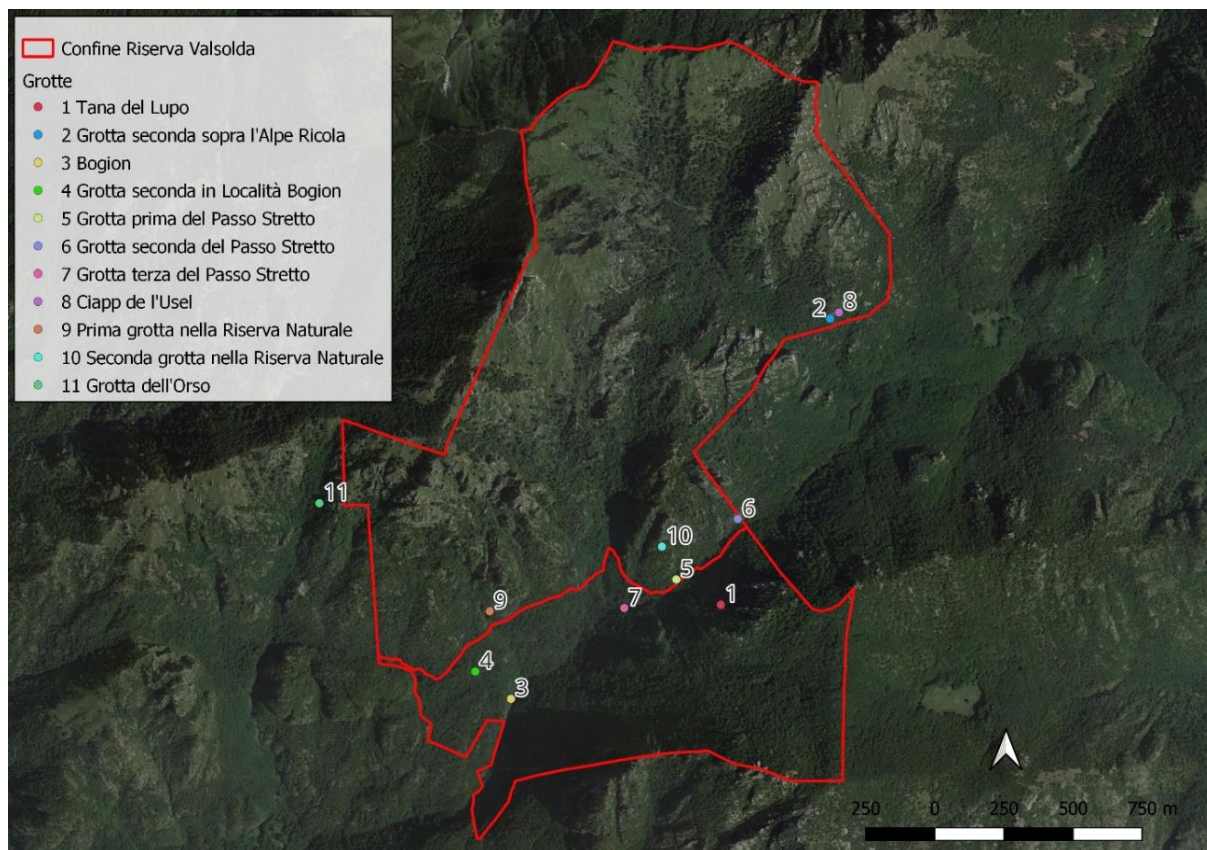 Confine Riserva Valsolda
Grotte
1 Tana del Lupo
2 Grotta seconda sopra l'Alpe Ricola
3 Bogion
4 Grotta seconda in Località Bogion
5 Grotta prima del Passo Stretto
6 Grotta seconda del Passo Stretto
7 Grotta terza del Passo Stretto
8 Ciapp de l'Usel
9 Prima grotta nella Riserva Naturale
10 Seconda grotta nella Riserva Naturale
11 Grotta dell'Orso
2 8
11
6
10
5
9 7 1
4
3
250 0 250 500 750 m